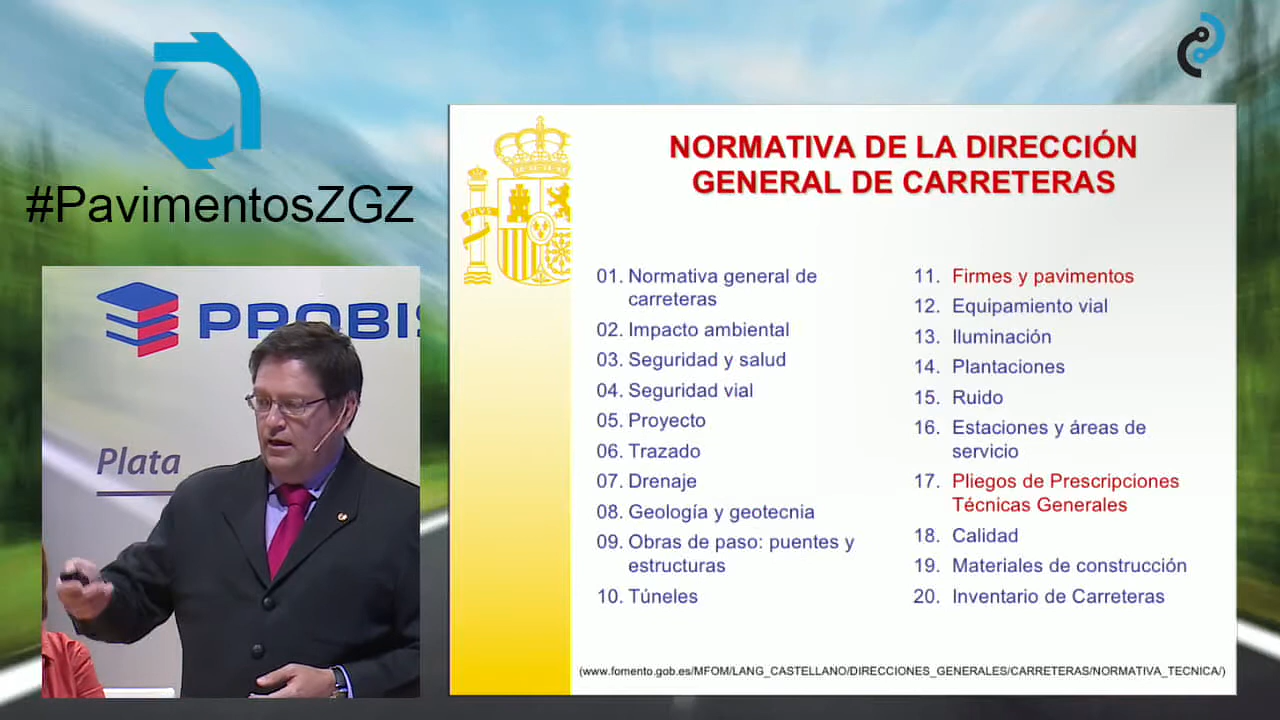 #PavimentosZGZ
PROBIS
Plata
PLVS
NORMATIVA DE LA DIRECCIÓN
GENERAL DE CARRETERAS
01. Normativa general de
carreteras
02. Impacto ambiental
03. Seguridad y salud
04. Seguridad vial
05. Proyecto
06. Trazado
07. Drenaje
08. Geología y geotecnia
09. Obras de paso: puentes y
estructuras
10. Túneles
11. Firmes y pavimentos
12. Equipamiento vial
13. Iluminación
14. Plantaciones
15. Ruido
16. Estaciones y áreas de
servicio
17. Pliegos de Prescripciones
Técnicas Generales
18. Calidad
19. Materiales de construcción
20. Inventario de Carreteras
(www.fomento.gob.es/MFOM/LANG_CASTELLANO/DIRECCIONES_GENERALES/CARRETERAS/NORMATIVA_TECNICA/)